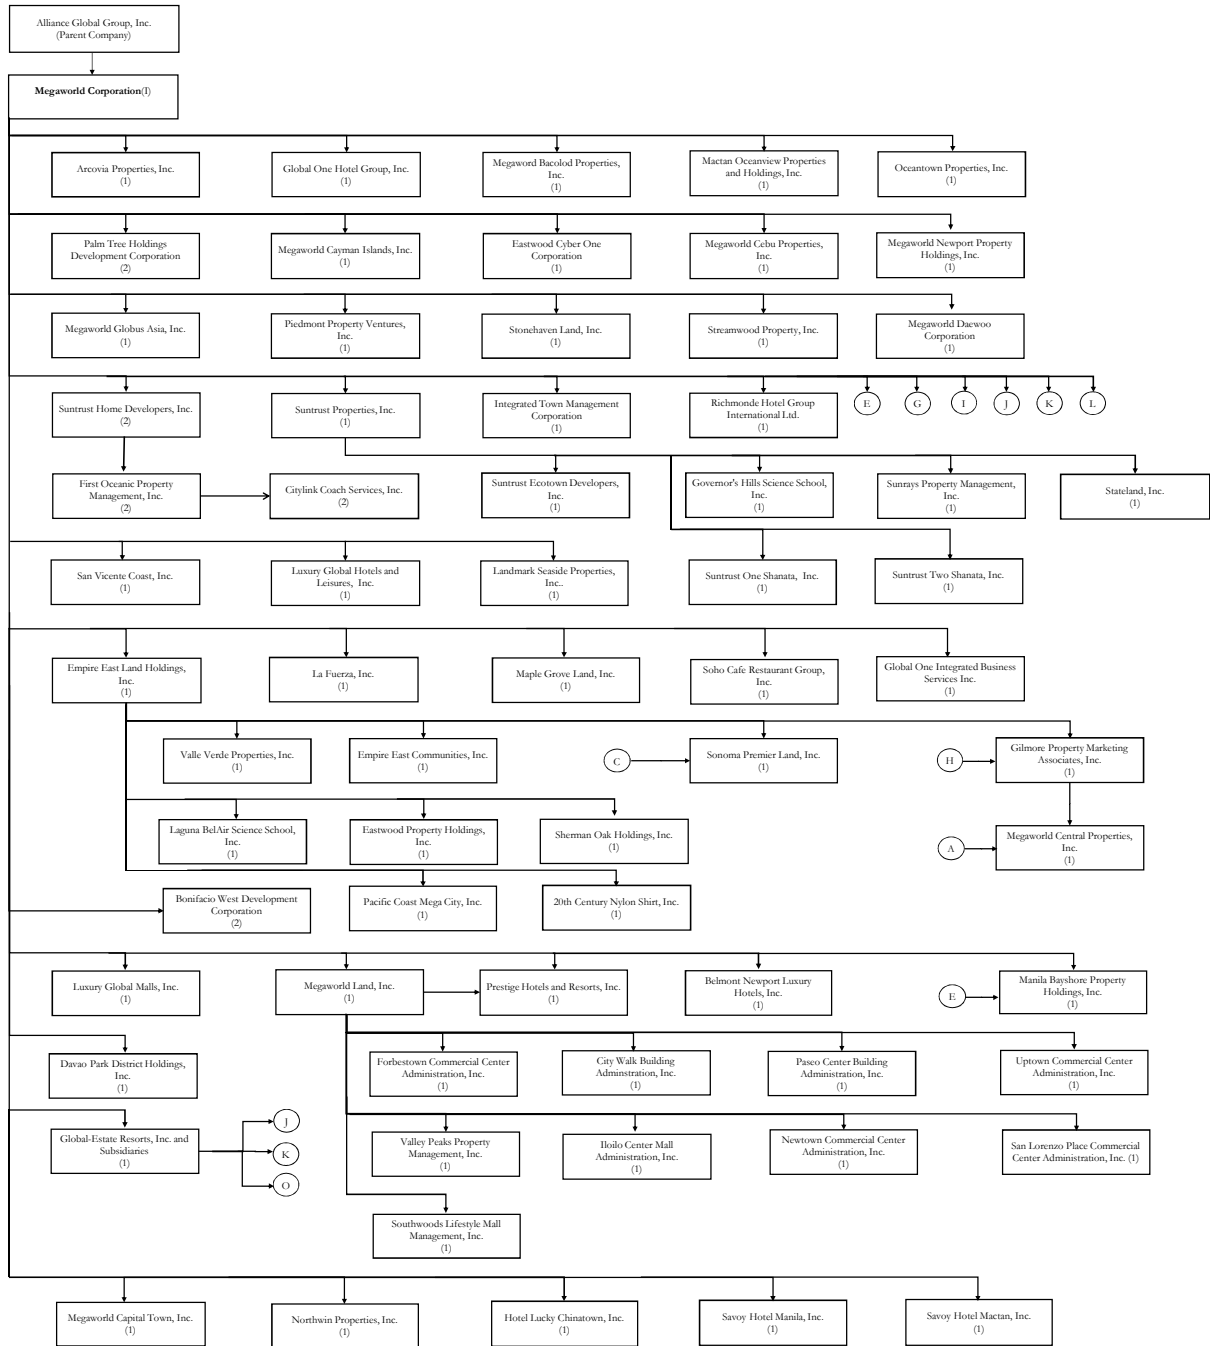 Alliance Global Group, Inc.
(Parent Company)
Megaworld Corporation(1)
Arcovia Properties, Inc.
(1)
Global One Hotel Group, Inc.
(1)
Megaword Bacolod Properties,
Inc.
(1)
Mactan Oceanview Properties
and Holdings, Inc.
(1)
Oceantown Properties, Inc.
(1)
Palm Tree Holdings
Development Corporation
(2)
Megaworld Cayman Islands, Inc.
(1)
Eastwood Cyber One
Corporation
(1)
Megaworld Cebu Properties,
Inc.
(1)
Megaworld Newport Property
Holdings, Inc.
(1)
Megaworld Globus Asia, Inc.
(1)
Piedmont Property Ventures,
Inc.
(1)
Stonehaven Land, Inc.
(1)
Streamwood Property, Inc.
(1)
Megaworld Daewoo
Corporation
(1)
Suntrust Home Developers, Inc.
(2)
Suntrust Properties, Inc.
(1)
Integrated Town Management
Corporation
(1)
Richmonde Hotel Group
International Ltd.
(1)
E
G
I
J
K
L
First Oceanic Property
Management, Inc.
(2)
Citylink Coach Services, Inc.
(2)
Suntrust Ecotown Developers,
Inc.
(1)
Governor's Hills Science School,
Inc.
(1)
Sunrays Property Management,
Inc.
(1)
Stateland, Inc.
(1)
San Vicente Coast, Inc.
(1)
Luxury Global Hotels and
Leisures, Inc.
(1)
Landmark Seaside Properties,
Inc..
(1)
Suntrust One Shanata, Inc.
(1)
Suntrust Two Shanata, Inc.
(1)
Empire East Land Holdings,
Inc.
(1)
La Fuerza, Inc.
(1)
Maple Grove Land, Inc.
(1)
Soho Cafe Restaurant Group,
Inc.
(1)
Global One Integrated Business
Services Inc.
(1)
Valle Verde Properties, Inc.
(1)
Empire East Communities, Inc.
(1)
C
Sonoma Premier Land, Inc.
(1)
H
Gilmore Property Marketing
Associates, Inc.
(1)
Laguna BelAir Science School,
Inc.
(1)
Eastwood Property Holdings,
Inc.
(1)
Sherman Oak Holdings, Inc.
(1)
A
Megaworld Central Properties,
Inc.
(1)
Bonifacio West Development
Corporation
(2)
Pacific Coast Mega City, Inc.
(1)
20th Century Nylon Shirt, Inc.
(1)
Luxury Global Malls, Inc.
(1)
Megaworld Land, Inc.
(1)
Prestige Hotels and Resorts, Inc.
(1)
Belmont Newport Luxury
Hotels, Inc.
(1)
E
Manila Bayshore Property
Holdings, Inc.
(1)
Davao Park District Holdings,
Inc.
(1)
Forbestown Commercial Center
Administration, Inc.
(1)
City Walk Building
Adminstration, Inc.
(1)
Paseo Center Building
Administration, Inc.
(1)
Uptown Commercial Center
Administration, Inc.
(1)
Global-Estate Resorts, Inc. and
Subsidiaries
(1)
J
K
O
Valley Peaks Property
Management, Inc.
(1)
Iloilo Center Mall
Administration, Inc.
(1)
Newtown Commercial Center
Administration, Inc.
(1)
San Lorenzo Place Commercial
Center Administration, Inc. (1)
Southwoods Lifestyle Mall
Management, Inc.
(1)
Megaworld Capital Town, Inc.
(1)
Northwin Properties, Inc.
(1)
Hotel Lucky Chinatown, Inc.
(1)
Savoy Hotel Manila, Inc.
(1)
Savoy Hotel Mactan, Inc.
(1)